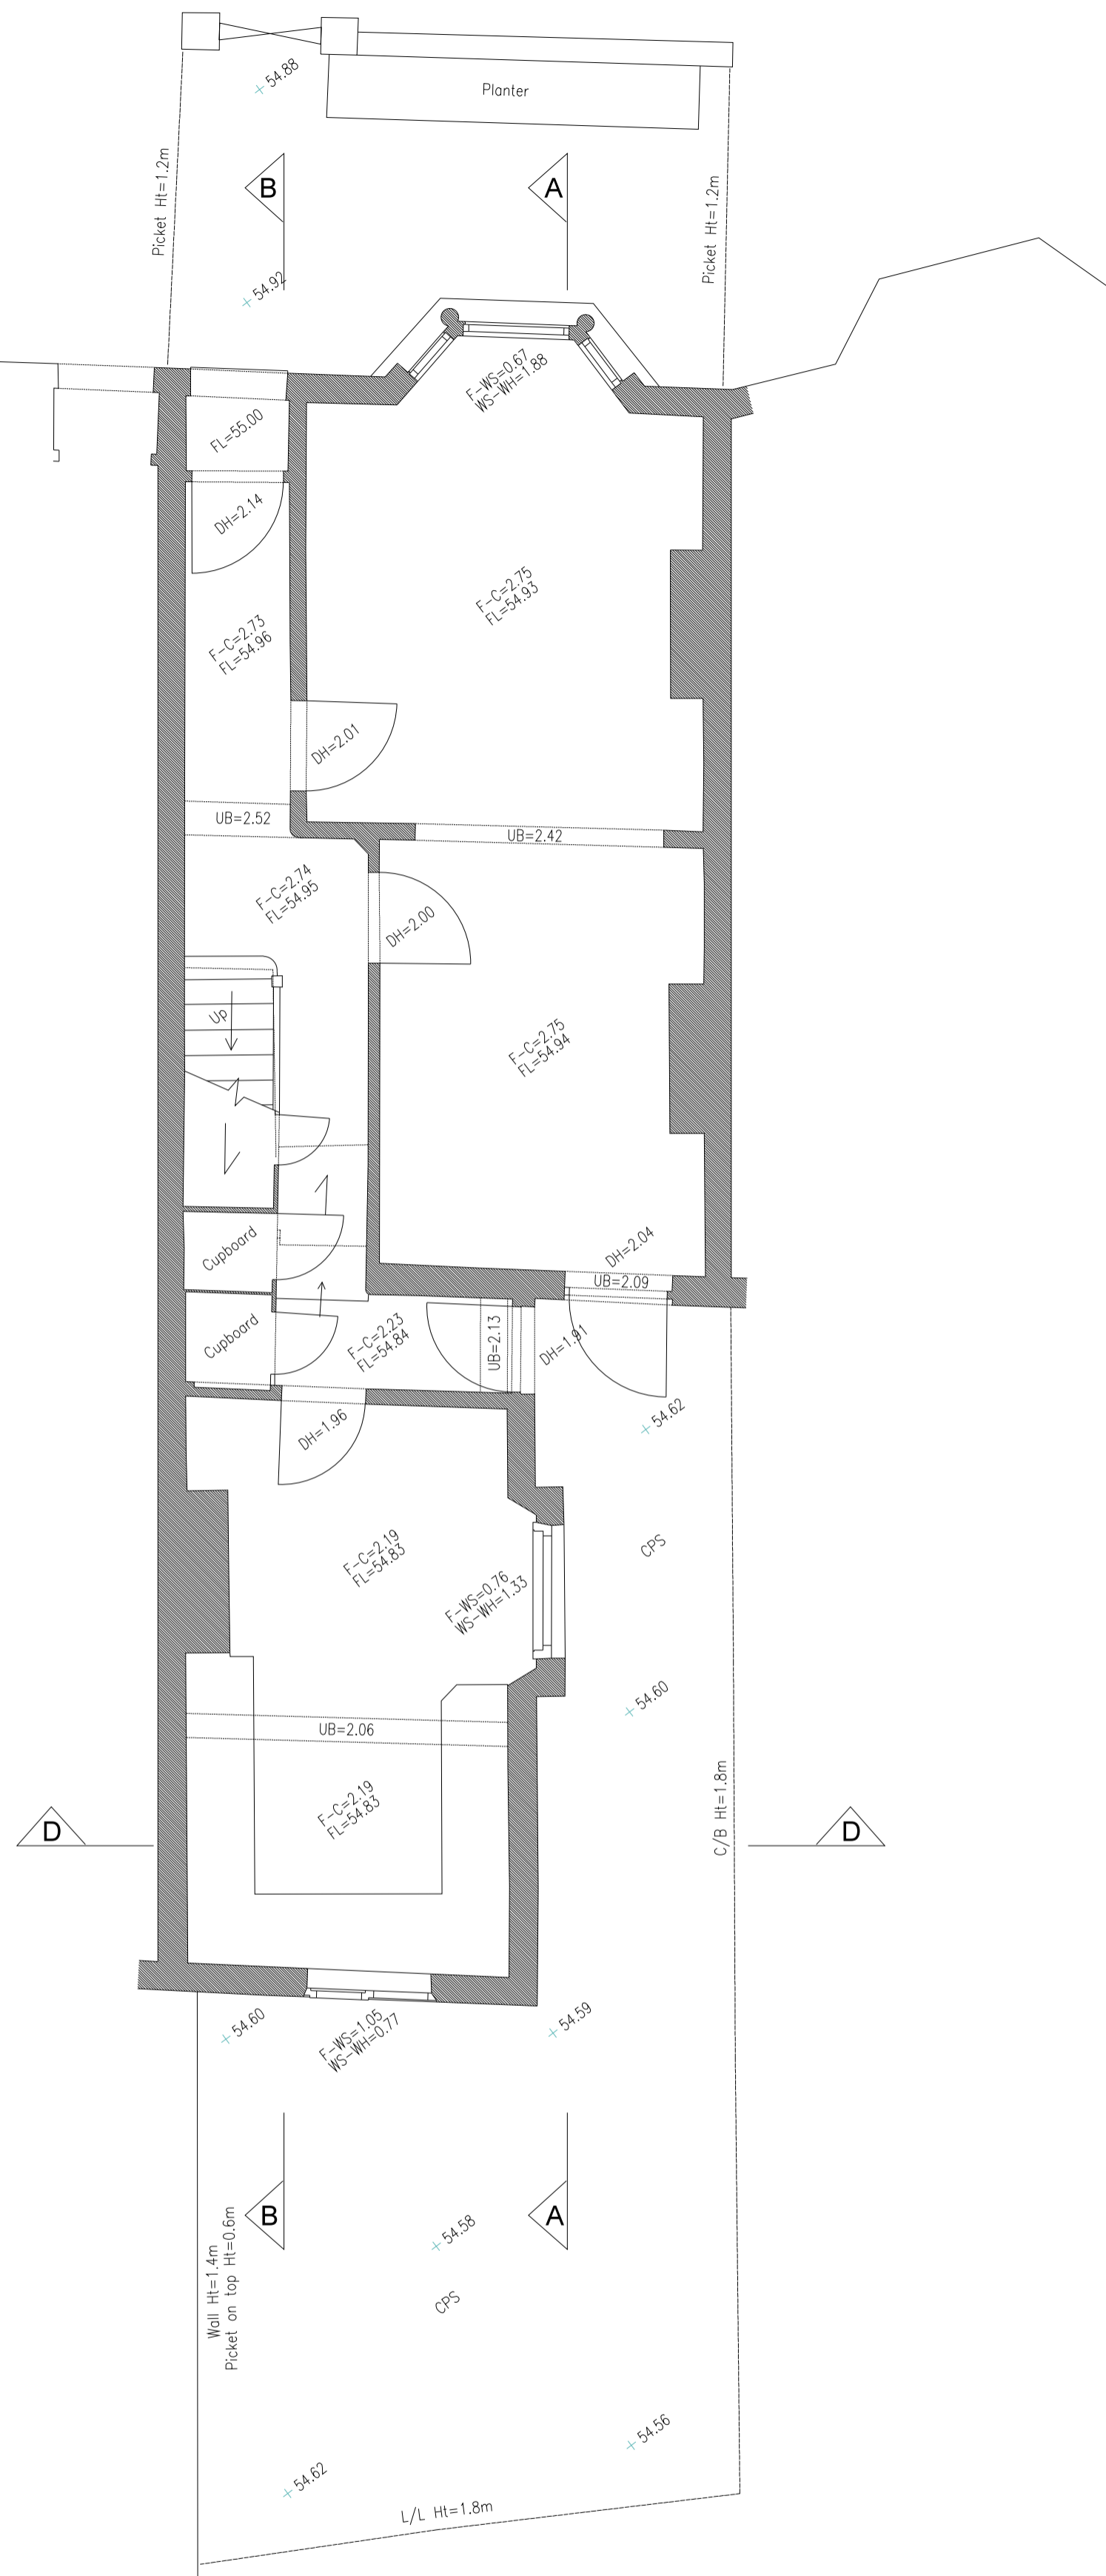 54.88
Planter
Picket Ht=1.2m
B
A
Picket Ht=1.2m
54.92
F-WS=0.67
WS-WH=1.88
FL=55.00
DH=2.14
F-C=2.75
FL=54.93
F-C=2.73
FL=54.96
DH=2.01
UB=2.52
UB=2.42
F-C=2.74
FL=54.95
DH=2.00
Up
F-C=2.75
FL=54.94
Cupboard
DH=2.04
UB=2.09
Cupboard
F-C=2.23
FL=54.84
UB=2.13
DH=1.91
DH=1.96
54.62
F-C=2.19
FL=54.83
CPS
F-WS=0.76
WS-WH=1.33
54.60
UB=2.06
F-C=2.19
FL=54.83
D
C/B Ht=1.8m
D
54.60
F-WS=1.05
WS-WH=0.77
54.59
B
A
54.58
Wall Ht=1.4m
Picket on top Ht=0.6m
CPS
54.56
54.62
L/L Ht=1.8m